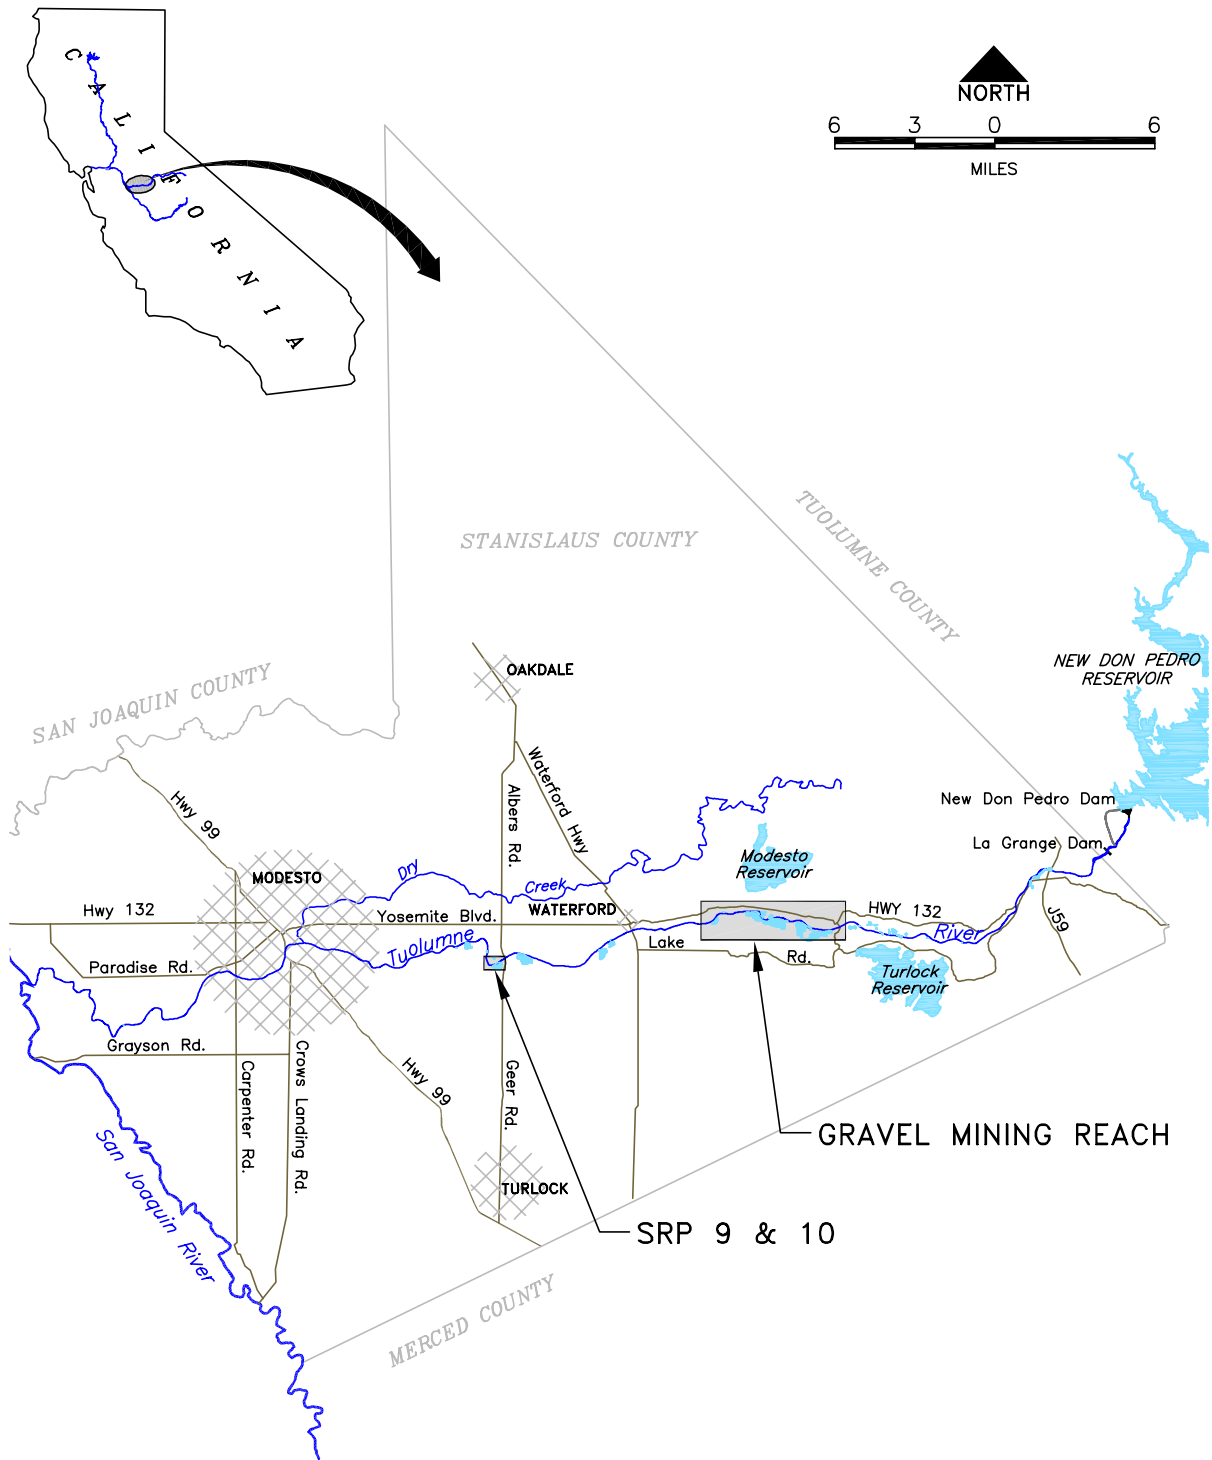 CALIFORNIA
NORTH
6 3 0 6
MILES
STANISLAUS COUNTY
TUOLUMNE COUNTY
SAN JOAQUIN COUNTY
NEW DON PEDRO
RESERVOIR
OAKDALE
Waterford Hwy
Albers Rd.
Hwy 99
New Don Pedro Dam
La Grange Dam
Modesto
Reservoir
MODESTO
Dry
Creek
WATERFORD
Hwy 132
Yosemite Blvd.
HWY 132
J59
Tuolumne
River
Lake
Rd.
Paradise Rd.
Turlock
Reservoir
Grayson Rd.
Carpenter Rd.
Crows Landing Rd.
Hwy 99
Geer Rd.
GRAVEL MINING REACH
San Joaquin River
TURLOCK
SRP 9 & 10
MERCED COUNTY